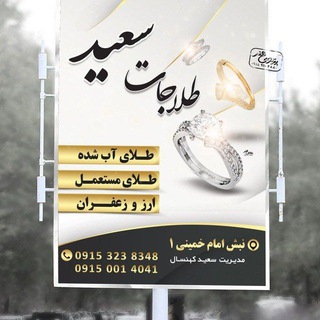 طلاجات سعید
طلای آب شده
طلای مستعمل
ارز و زعفران
نبش امام خمینی ۱
مدیریت سعید کهنسال
0915 323 8348
0915 001 4041